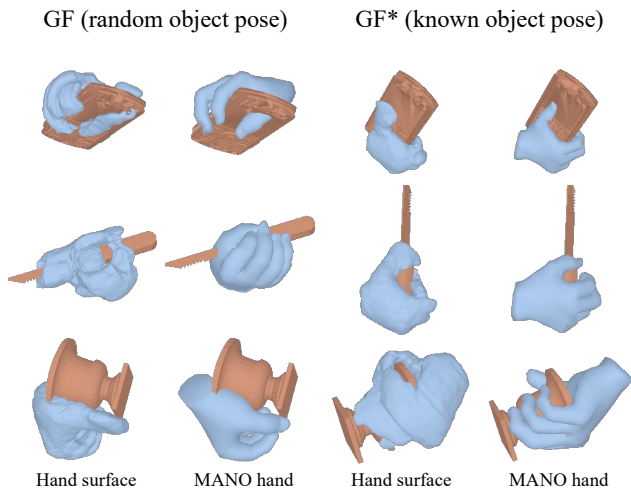 GF (random object pose)
GF* (known object pose)
Hand surface
MANO hand
Hand surface
MANO hand